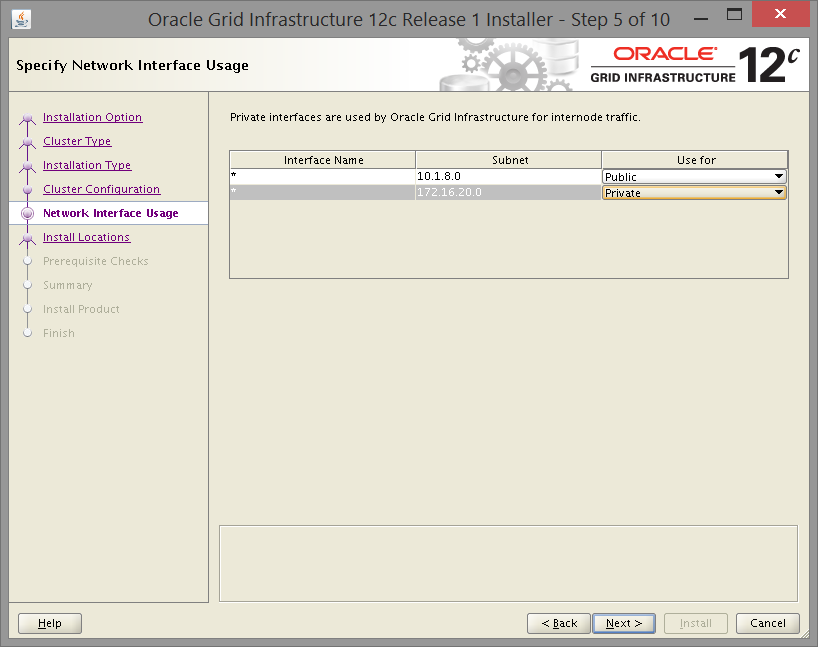 Oracle Grid Infrastructure 12c Release 1 Installer - Step 5 of 10
Specify Network Interface Usage
ORACLE
GRID INFRASTRUCTURE
12c
Installation Option
Cluster Type
Installation Type
Cluster Configuration
Network Interface Usage
Install Locations
Prerequisite Checks
Summary
Install Product
Finish
Private interfaces are used by Oracle Grid Infrastructure for internode traffic.
Interface Name Subnet Use for
* 10.1.8.0 Public
* 172.16.20.0 Private
Help < Back Next > Install Cancel